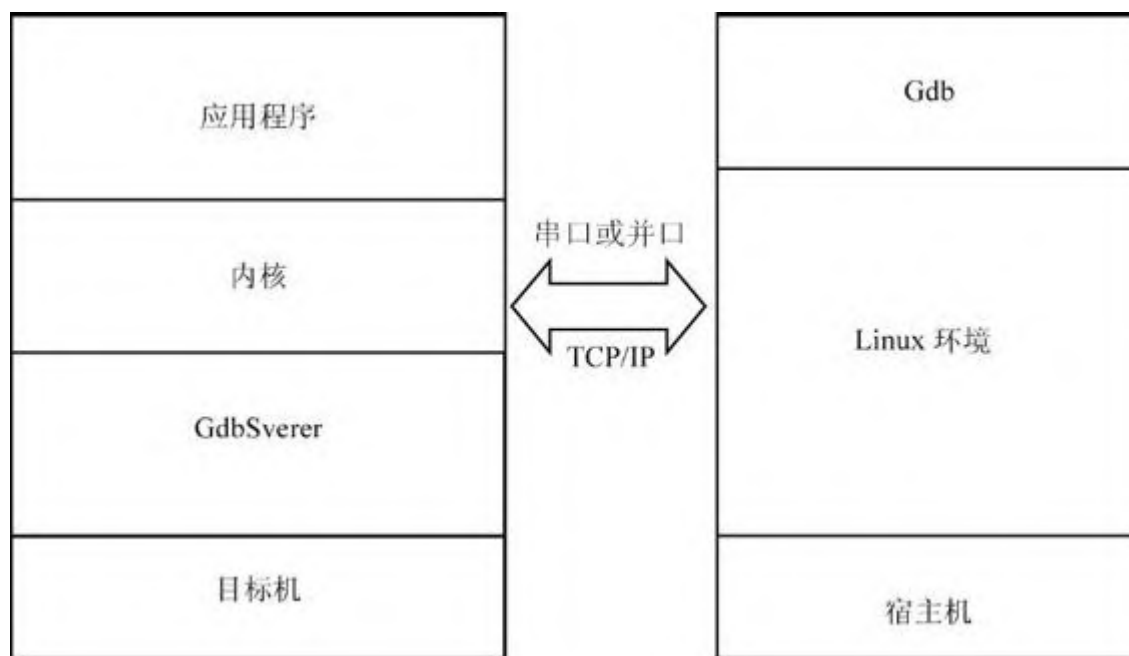 应用程序
内核
GdbSverer
目标机
串口或并口
TCP/IP
Gdb
Linux 环境
宿主机